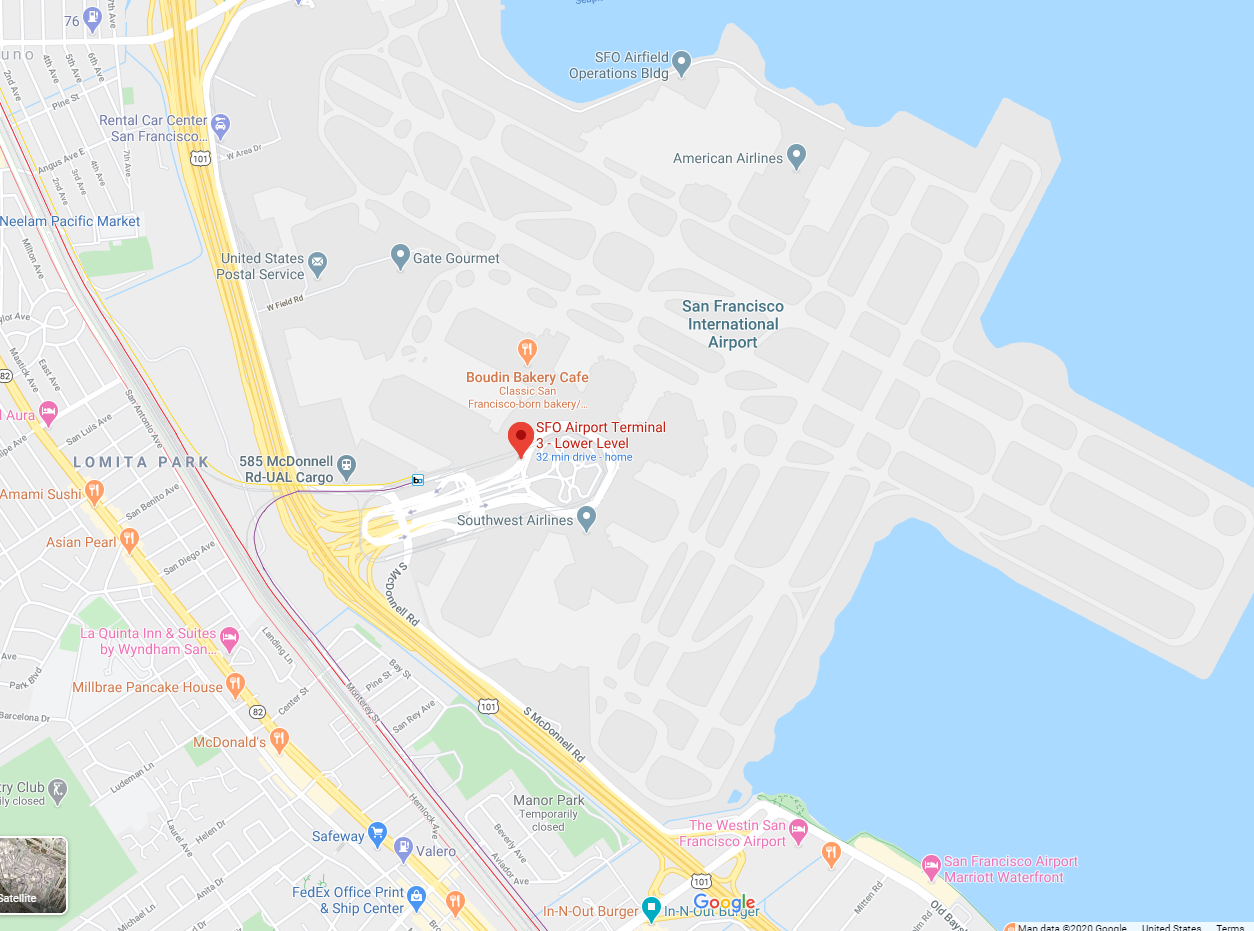 76
7th Ave
6th Ave
5th Ave
4th Ave
2nd Ave
uno
Pine St
SFO Airfield
Operations Bldg
Rental Car Center
San Francisco...
101
W Area Dr
American Airlines
Angus Ave E
4th Ave
7th Ave
3rd Ave
2nd Ave
Neelam Pacific Market
Milton Ave
United States
Postal Service
Gate Gourmet
W Field Rd
San Francisco
International
Airport
Boudin Bakery Cafe
Classic San
Francisco-born bakery/...
Mastick Ave
East Ave
82
San Antonio Ave
San Luis Ave
l Aura
SFO Airport Terminal
3 - Lower Level
32 min drive - home
LOMITA PARK
585 McDonnell
Rd-UAL Cargo
ba
San Benito Ave
Amami Sushi
Southwest Airlines
Asian Pearl
San Diego Ave
S McDonnell Rd
La Quinta Inn & Suites
by Wyndham San...
Landing Ln
Ave
Park Blvd
Bay St
Pine St
Millbrae Pancake House
Center St
Monterey St
San Rey Ave
82
101
S McDonnell Rd
Barcelona Dr
McDonald's
Ludeman Ln
try Club
ily closed
Hemlock Ave
Manor Park
Temporarily
closed
Laurel Ave
Helen Dr
Beverly Ave
Aviador Ave
Safeway
Valero
The Westin San
Francisco Airport
San Francisco Airport
Marriott Waterfront
Satellite
Anita Dr
Michael Ln
FedEx Office Print
& Ship Center
101
Mitten Rd
Old Baysh
In-N-Out Burger
In-N-Out Burger
Google
Map data ©2020 Google
United States
Terms